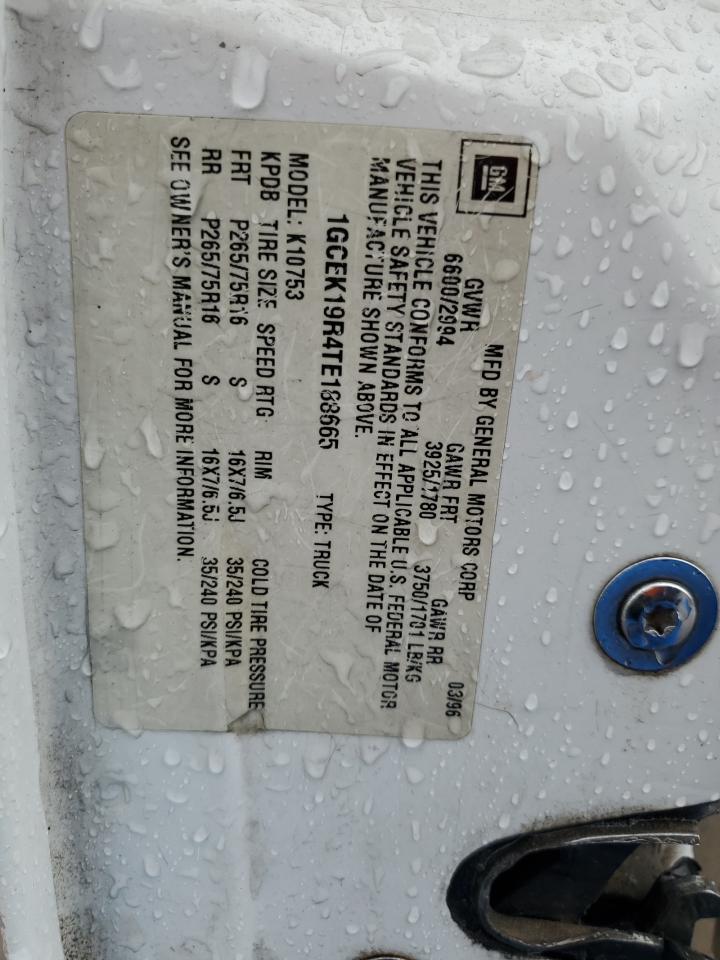 GM
MFD BY GENERAL MOTORS CORP 03/96
GVWR GAWR FRT GAWR RR
6600/2994 3925/1780 3750/1701 LB/KG
THIS VEHICLE CONFORMS TO ALL APPLICABLE U.S. FEDERAL MOTOR
VEHICLE SAFETY STANDARDS IN EFFECT ON THE DATE OF
MANUFACTURE SHOWN ABOVE.
1GCEK19R4TE188665 TYPE: TRUCK
MODEL: K10753
KPDB TIRE SIZE SPEED RTG RIM COLD TIRE PRESSURE
FRT P265/75R16 S 16X7/6.5J 35/240 PSI/KPA
RR P265/75R16 S 16X7/6.5J 35/240 PSI/KPA
SEE OWNER'S MANUAL FOR MORE INFORMATION.